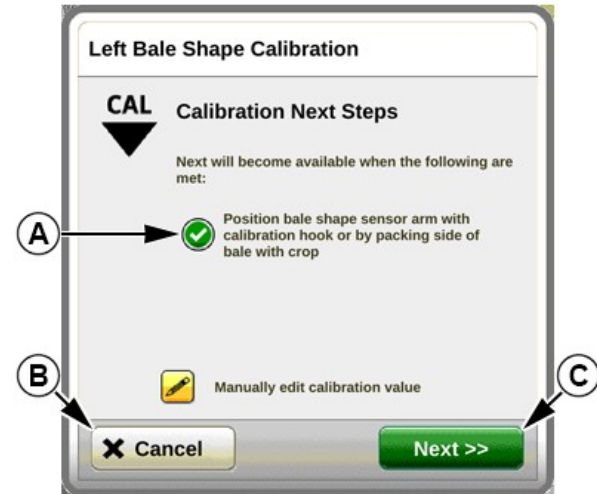 Left Bale Shape Calibration
CAL
Calibration Next Steps
Next will become available when the following are
met:
A
Position bale shape sensor arm with
calibration hook or by packing side of
bale with crop
B
Manually edit calibration value
C
Cancel
Next >>